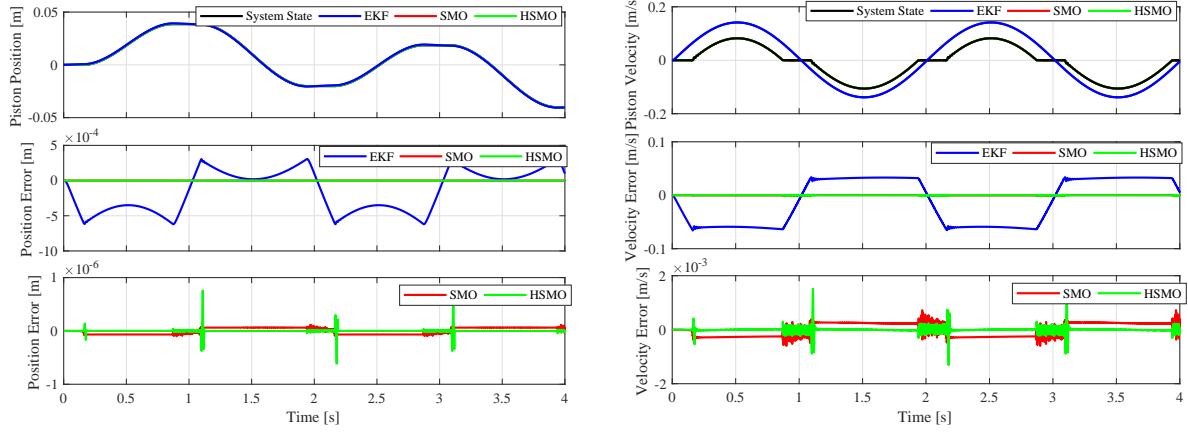 System State EKF SMO HSMO
0.05
0
-0.05
Piston Position [m]
×10^-4
EKF SMO HSMO
5
0
-5
-10
Position Error [m]
×10^-6
SMO HSMO
1
0
-1
Position Error [m]
0 0.5 1 1.5 2 2.5 3 3.5 4
Time [s]
System State EKF SMO HSMO
0.2
0
-0.2
Piston Velocity [m/s]
EKF SMO HSMO
0.1
0
-0.1
Velocity Error [m/s]
×10^-3
SMO HSMO
2
0
-2
Velocity Error [m/s]
0 0.5 1 1.5 2 2.5 3 3.5 4
Time [s]